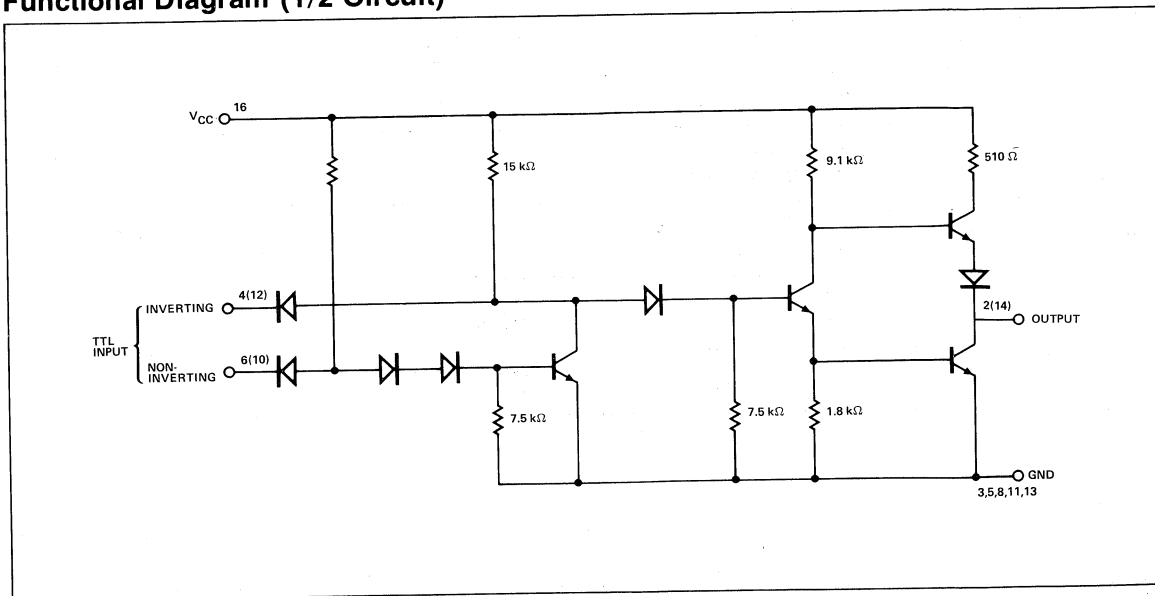 Functional Diagram (1/2 Circuit)
VCC
16
15 kΩ
9.1 kΩ
510 Ω
TTL
INPUT
INVERTING
4(12)
NON-
INVERTING
6(10)
2(14)
OUTPUT
7.5 kΩ
7.5 kΩ
1.8 kΩ
GND
3,5,8,11,13